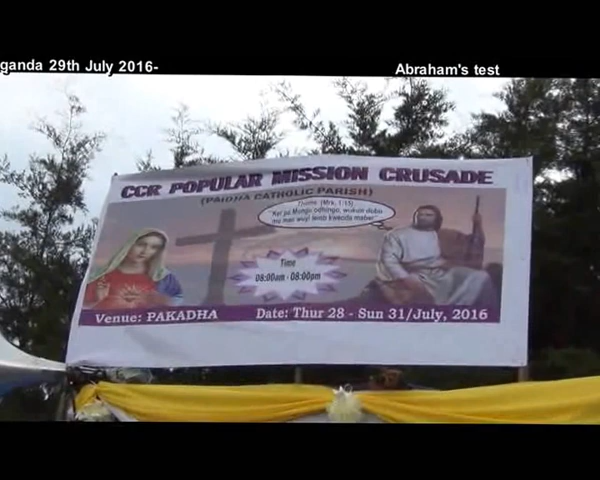 ganda 29th July 2016-
Abraham's test
CCR POPULAR MISSION CRUSADE
(PAIDHA CATHOLIC PARISH)
Theme (Mrk. 1:15)
Time
08:00am - 08:00pm
Venue: PAKADHA
Date: Thur 28 - Sun 31/July, 2016